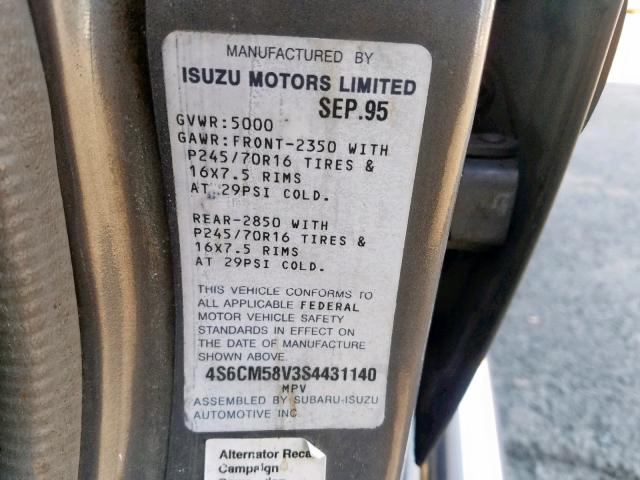 MANUFACTURED BY
ISUZU MOTORS LIMITED
SEP.95
GVWR:5000
GAWR:FRONT-2350 WITH
P245/70R16 TIRES &
16X7.5 RIMS
AT 29PSI COLD.
REAR-2850 WITH
P245/70R16 TIRES &
16X7.5 RIMS
AT 29PSI COLD.
THIS VEHICLE CONFORMS TO
ALL APPLICABLE FEDERAL
MOTOR VEHICLE SAFETY
STANDARDS IN EFFECT ON
THE DATE OF MANUFACTURE
SHOWN ABOVE.
4S6CM58V3S4431140
MPV
ASSEMBLED BY SUBARU-ISUZU
AUTOMOTIVE INC.
Alternator Reca
Campaign